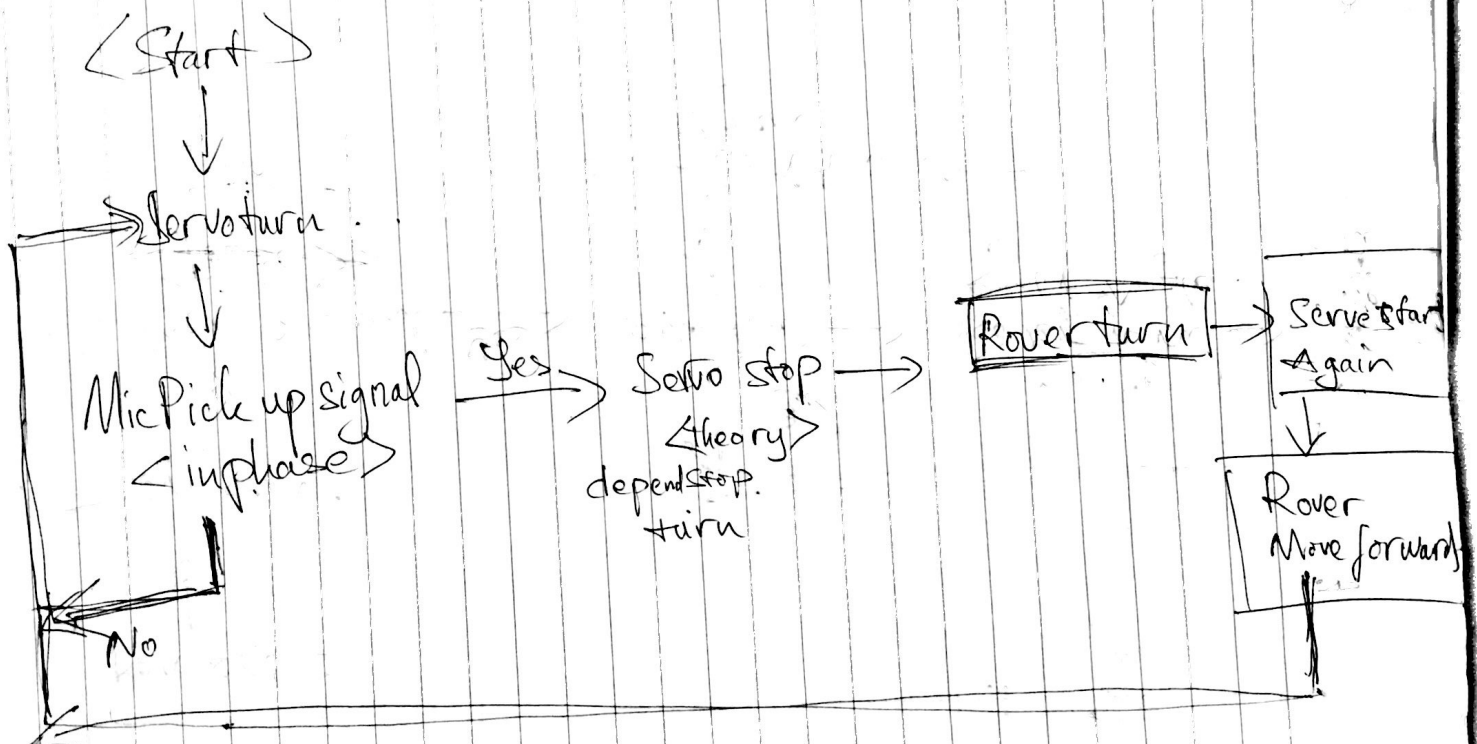 <Start>
Servoturn
Mic Pick up signal
<inphase>
Yes
Servo stop
<theory>
depend stop.
turn
Rover turn
Serve start
Again
Rover
Move forward
No